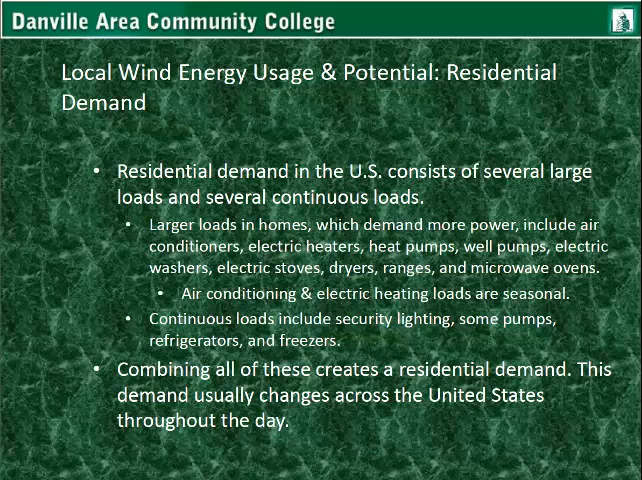 Danville Area Community College
Local Wind Energy Usage & Potential: Residential
Demand
• Residential demand in the U.S. consists of several large
loads and several continuous loads.
• Larger loads in homes, which demand more power, include air
conditioners, electric heaters, heat pumps, well pumps, electric
washers, electric stoves, dryers, ranges, and microwave ovens.
• Air conditioning & electric heating loads are seasonal.
• Continuous loads include security lighting, some pumps,
refrigerators, and freezers.
• Combining all of these creates a residential demand. This
demand usually changes across the United States
throughout the day.